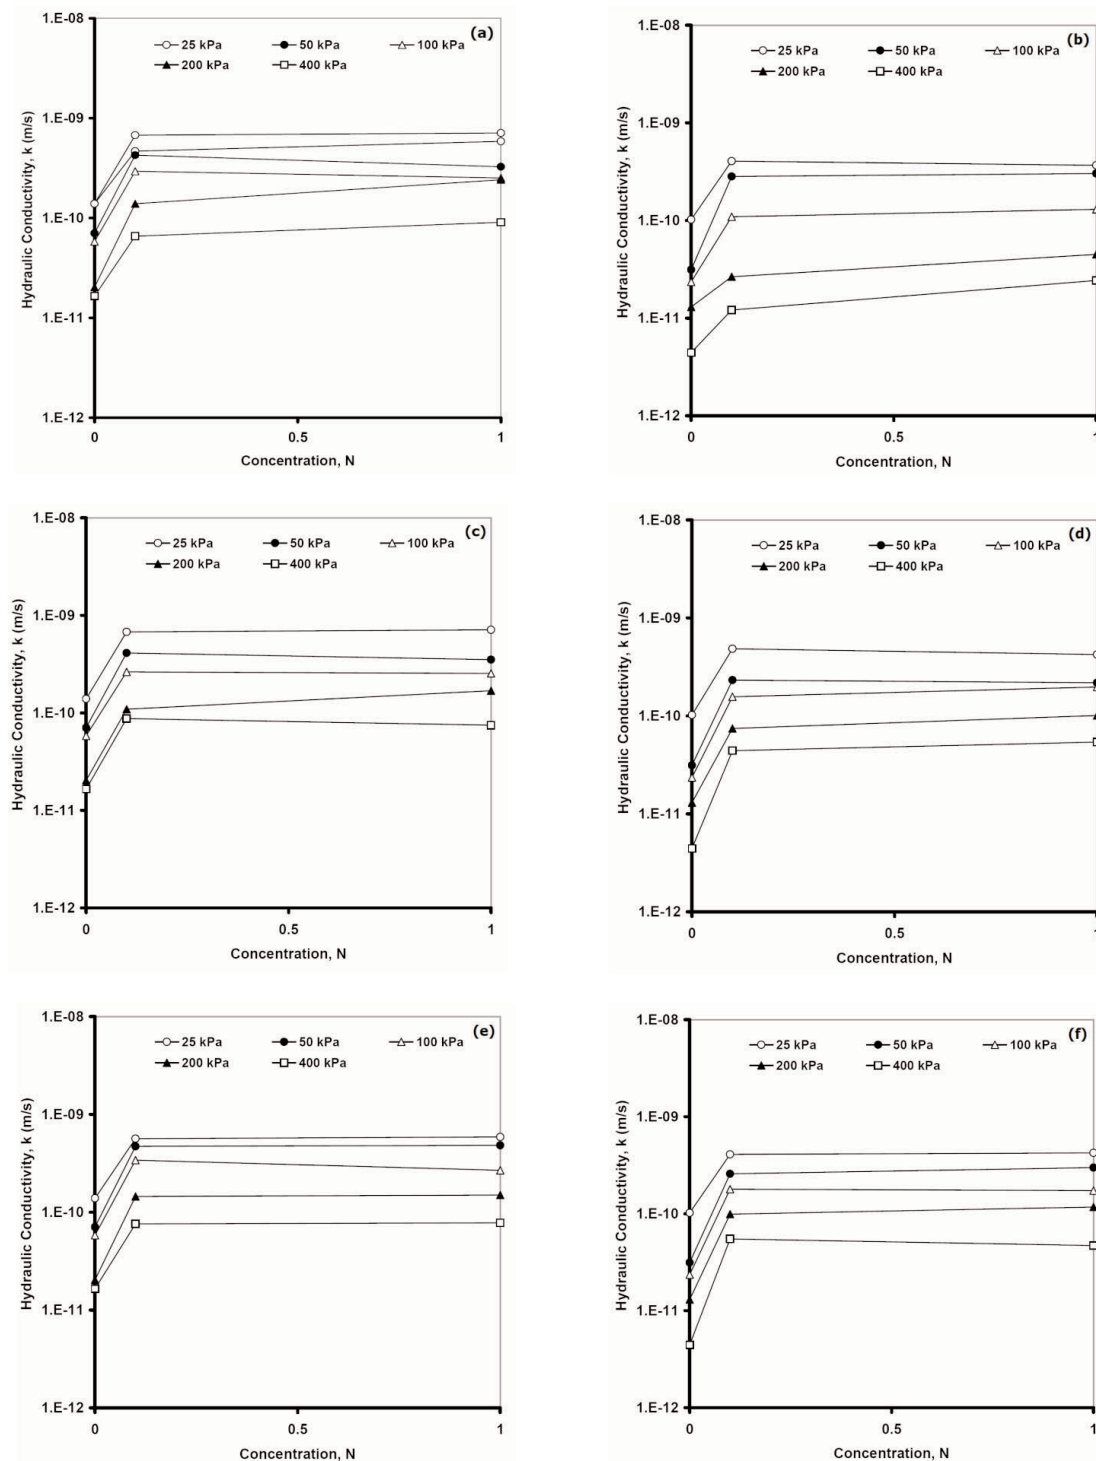 (a)
25 kPa 50 kPa 100 kPa
200 kPa 400 kPa
Hydraulic Conductivity, k (m/s)
1.E-08
1.E-09
1.E-10
1.E-11
1.E-12
0 0.5 1
Concentration, N
(b)
25 kPa 50 kPa 100 kPa
200 kPa 400 kPa
Hydraulic Conductivity, k (m/s)
1.E-08
1.E-09
1.E-10
1.E-11
1.E-12
0 0.5 1
Concentration, N
(c)
25 kPa 50 kPa 100 kPa
200 kPa 400 kPa
Hydraulic Conductivity, k (m/s)
1.E-08
1.E-09
1.E-10
1.E-11
1.E-12
0 0.5 1
Concentration, N
(d)
25 kPa 50 kPa 100 kPa
200 kPa 400 kPa
Hydraulic Conductivity, k (m/s)
1.E-08
1.E-09
1.E-10
1.E-11
1.E-12
0 0.5 1
Concentration, N
(e)
25 kPa 50 kPa 100 kPa
200 kPa 400 kPa
Hydraulic Conductivity, k (m/s)
1.E-08
1.E-09
1.E-10
1.E-11
1.E-12
0 0.5 1
Concentration, N
(f)
25 kPa 50 kPa 100 kPa
200 kPa 400 kPa
Hydraulic Conductivity, k (m/s)
1.E-08
1.E-09
1.E-10
1.E-11
1.E-12
0 0.5 1
Concentration, N